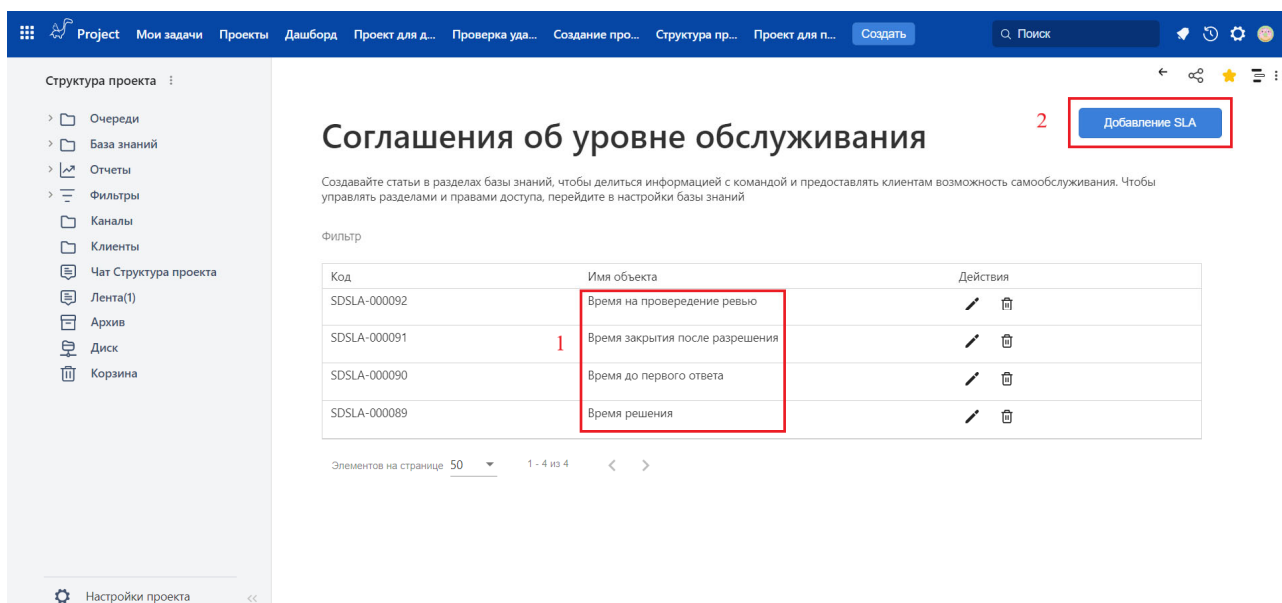 Project Мои задачи Проекты Дашборд Проект для д... Проверка уда... Создание про... Структура пр... Проект для п... Создать Поиск
Структура проекта
Очереди
База знаний
Отчеты
Фильтры
Каналы
Клиенты
Чат Структура проекта
Лента(1)
Архив
Диск
Корзина
Настройки проекта <<
2 Добавление SLA
Соглашения об уровне обслуживания
Создавайте статьи в разделах базы знаний, чтобы делиться информацией с командой и предоставлять клиентам возможность самообслуживания. Чтобы
управлять разделами и правами доступа, перейдите в настройки базы знаний
Фильтр
Код Имя объекта Действия
SDSLA-000092 Время на провередение ревью
SDSLA-000091 1 Время закрытия после разрешения
SDSLA-000090 Время до первого ответа
SDSLA-000089 Время решения
Элементов на странице 50 1 - 4 из 4